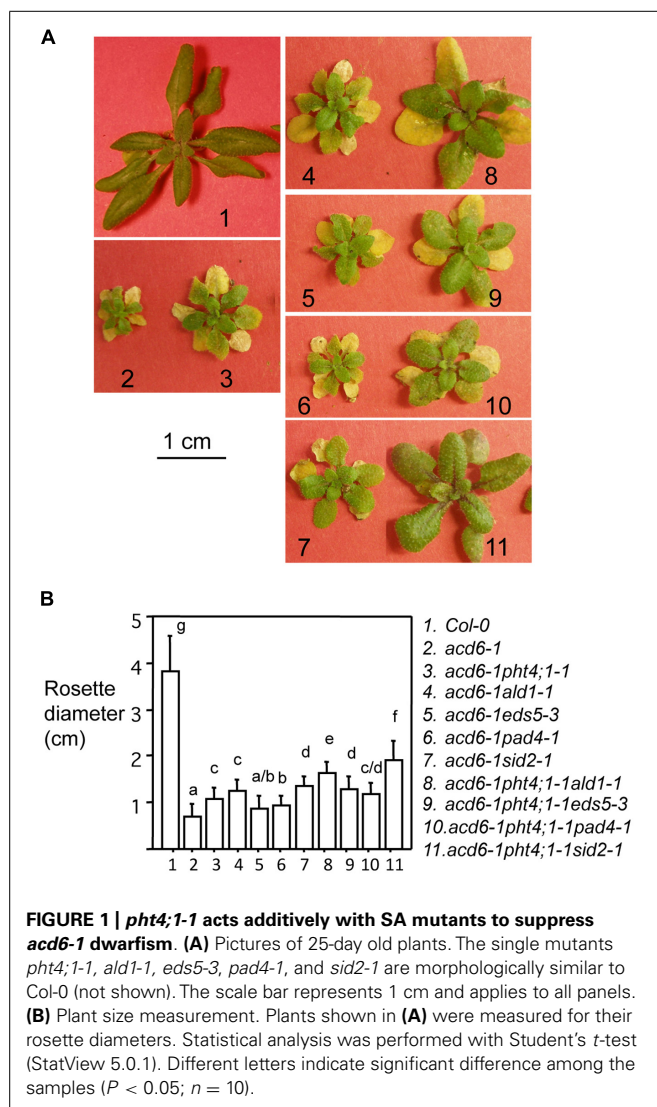 A
1
2
3
1 cm
4
8
5
9
6
10
7
11
B
5
4
3
2
1
Rosette
diameter
(cm)
g
a
c
c
a/b
b
d
e
d
c/d
f
1 2 3 4 5 6 7 8 9 10 11
1. Col-0
2. acd6-1
3. acd6-1pht4;1-1
4. acd6-1ald1-1
5. acd6-1eds5-3
6. acd6-1pad4-1
7. acd6-1sid2-1
8. acd6-1pht4;1-1ald1-1
9. acd6-1pht4;1-1eds5-3
10.acd6-1pht4;1-1pad4-1
11.acd6-1pht4;1-1sid2-1
FIGURE 1 | pht4;1-1 acts additively with SA mutants to suppress
acd6-1 dwarfism. (A) Pictures of 25-day old plants. The single mutants
pht4;1-1, ald1-1, eds5-3, pad4-1, and sid2-1 are morphologically similar to
Col-0 (not shown). The scale bar represents 1 cm and applies to all panels.
(B) Plant size measurement. Plants shown in (A) were measured for their
rosette diameters. Statistical analysis was performed with Student's t-test
(StatView 5.0.1). Different letters indicate significant difference among the
samples (P < 0.05; n = 10).